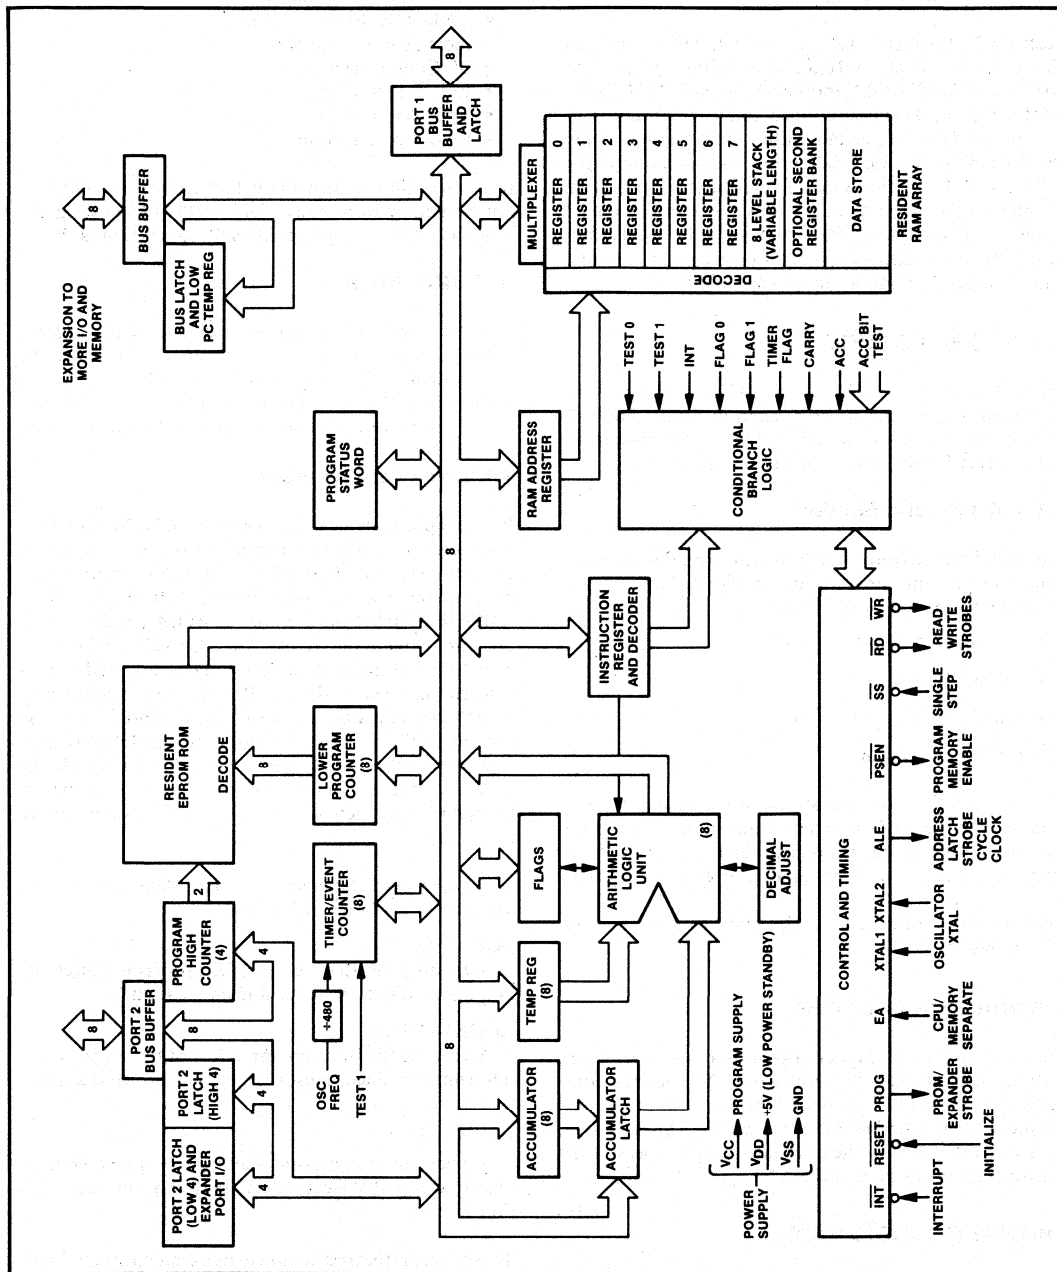 EXPANSION TO
MORE I/O AND
MEMORY
8
BUS BUFFER
BUS LATCH
AND LOW
PC TEMP REG
8
PORT 1
BUS
BUFFER
AND
LATCH
8
PORT 2
BUS BUFFER
PORT 2 LATCH
(LOW 4) AND
EXPANDER
PORT I/O
PORT 2
LATCH
(HIGH 4)
PROGRAM
HIGH
COUNTER
(4)
4
4
8
4
2
RESIDENT
EPROM ROM
DECODE
8
LOWER
PROGRAM
COUNTER
(8)
OSC
FREQ
÷480
TEST 1
TIMER/EVENT
COUNTER
(8)
PROGRAM
STATUS
WORD
8
8
ACCUMULATOR
(8)
ACCUMULATOR
LATCH
TEMP REG
(8)
FLAGS
ARITHMETIC
LOGIC
UNIT
(8)
DECIMAL
ADJUST
INSTRUCTION
REGISTER
AND DECODER
RAM ADDRESS
REGISTER
MULTIPLEXER
DECODE
REGISTER 0
REGISTER 1
REGISTER 2
REGISTER 3
REGISTER 4
REGISTER 5
REGISTER 6
REGISTER 7
8 LEVEL STACK
(VARIABLE LENGTH)
OPTIONAL SECOND
REGISTER BANK
DATA STORE
RESIDENT
RAM ARRAY
CONDITIONAL
BRANCH
LOGIC
TEST 0
TEST 1
INT
FLAG 0
FLAG 1
TIMER
FLAG
CARRY
ACC
ACC BIT
TEST
POWER
SUPPLY
VCC PROGRAM SUPPLY
VDD +5V (LOW POWER STANDBY)
VSS GND
CONTROL AND TIMING
INT RESET PROG EA XTAL1 XTAL2 ALE PSEN SS RD WR
INTERRUPT
INITIALIZE
PROM/
EXPANDER
STROBE
CPU/
MEMORY
SEPARATE
OSCILLATOR
XTAL
ADDRESS
LATCH
STROBE
CYCLE
CLOCK
PROGRAM
MEMORY
ENABLE
SINGLE
STEP
READ
WRITE
STROBES